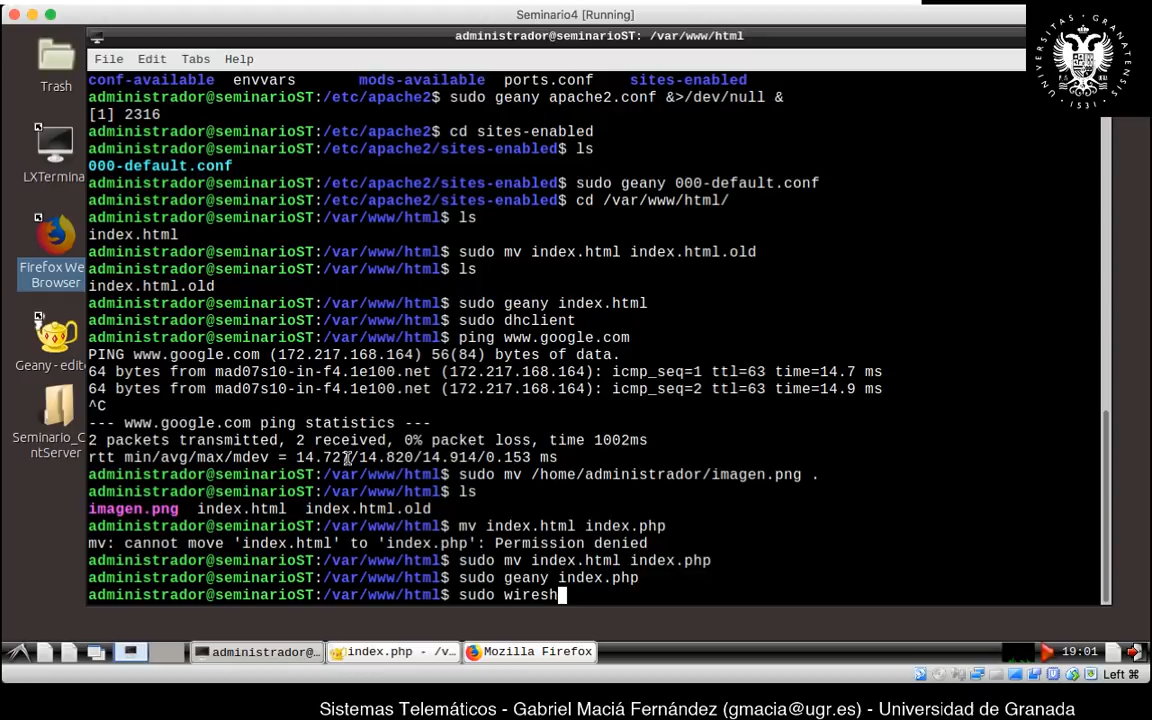 Seminario4 [Running]
administrador@seminarioST: /var/www/html
File Edit Tabs Help
conf-available envvars mods-available ports.conf sites-enabled
administrador@seminarioST:/etc/apache2$ sudo geany apache2.conf &>/dev/null &
[1] 2316
administrador@seminarioST:/etc/apache2$ cd sites-enabled
administrador@seminarioST:/etc/apache2/sites-enabled$ ls
000-default.conf
administrador@seminarioST:/etc/apache2/sites-enabled$ sudo geany 000-default.conf
administrador@seminarioST:/etc/apache2/sites-enabled$ cd /var/www/html/
administrador@seminarioST:/var/www/html$ ls
index.html
administrador@seminarioST:/var/www/html$ sudo mv index.html index.html.old
administrador@seminarioST:/var/www/html$ ls
index.html.old
administrador@seminarioST:/var/www/html$ sudo geany index.html
administrador@seminarioST:/var/www/html$ sudo dhclient
administrador@seminarioST:/var/www/html$ ping www.google.com
PING www.google.com (172.217.168.164) 56(84) bytes of data.
64 bytes from mad07s10-in-f4.1e100.net (172.217.168.164): icmp_seq=1 ttl=63 time=14.7 ms
64 bytes from mad07s10-in-f4.1e100.net (172.217.168.164): icmp_seq=2 ttl=63 time=14.9 ms
^C
--- www.google.com ping statistics ---
2 packets transmitted, 2 received, 0% packet loss, time 1002ms
rtt min/avg/max/mdev = 14.727/14.820/14.914/0.153 ms
administrador@seminarioST:/var/www/html$ sudo mv /home/administrador/imagen.png .
administrador@seminarioST:/var/www/html$ ls
imagen.png index.html index.html.old
administrador@seminarioST:/var/www/html$ mv index.html index.php
mv: cannot move 'index.html' to 'index.php': Permission denied
administrador@seminarioST:/var/www/html$ sudo mv index.html index.php
administrador@seminarioST:/var/www/html$ sudo geany index.php
administrador@seminarioST:/var/www/html$ sudo wiresh
Trash
LXTermina
Firefox We
Browser
Geany - edit
Seminario_C
ntServer
UNIVERSITAS GRANATENSIS
1531
administrador@...
index.php - /v...
Mozilla Firefox
19:01
Left ⌘
Sistemas Telemáticos - Gabriel Maciá Fernández (gmacia@ugr.es) - Universidad de Granada